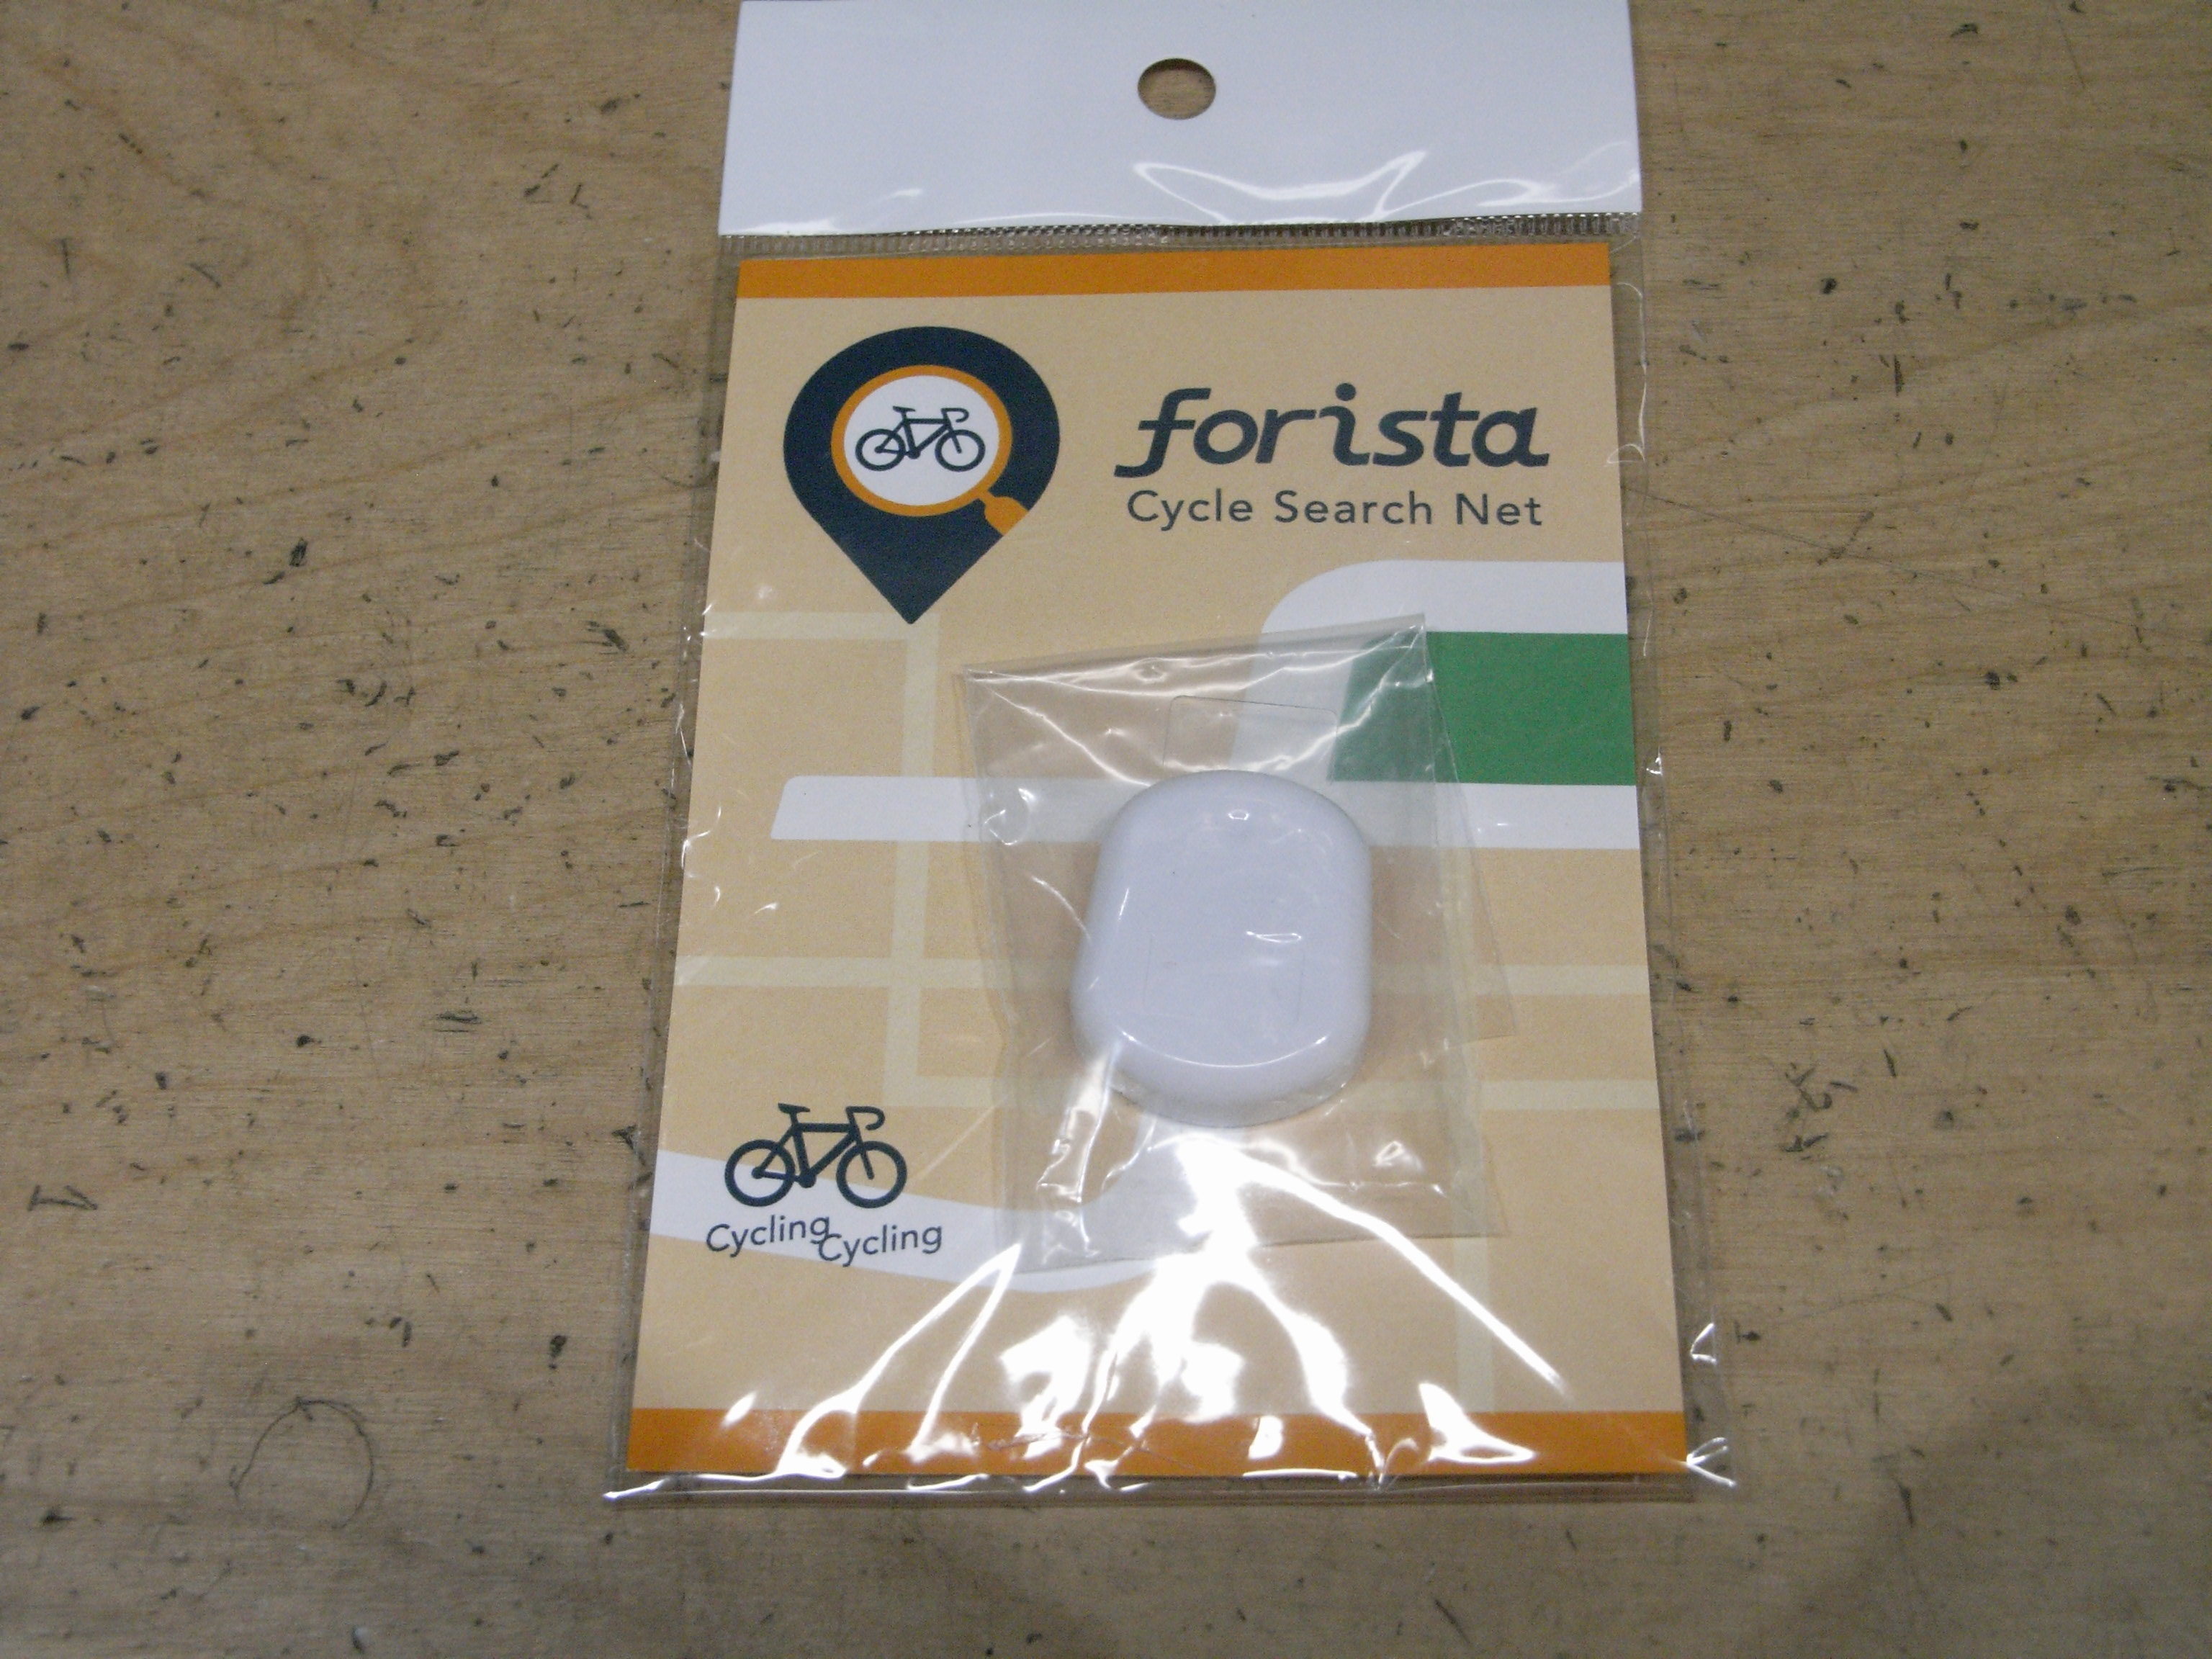 forista
Cycle Search Net
Cycling
Cycling